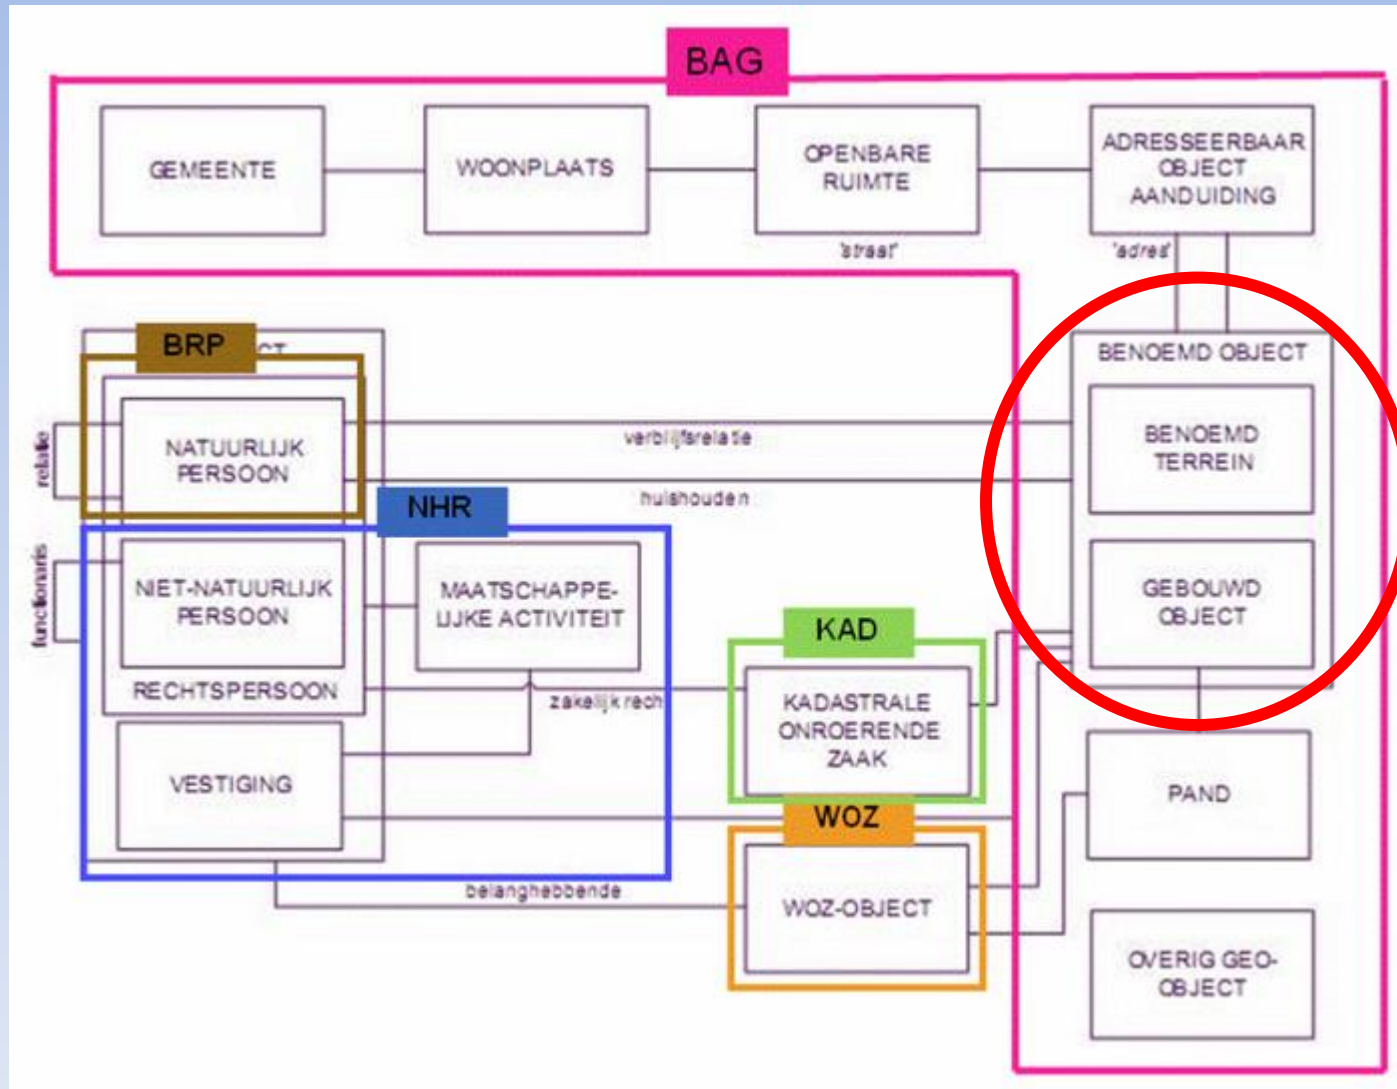 BAG
GEMEENTE
WOONPLAATS
OPENBARE
RUIMTE
ADRESSEERBAAR
OBJECT
AANDUIDING
'straat'
'adres'
BRP
CT
BENOEMD OBJECT
NATUURLIJK
PERSOON
relatie
verblijfsrelatie
huishouden
BENOEMD
TERREIN
NHR
functionaris
NIET-NATUURLIJK
PERSOON
MAATSCHAPPE-
LIJKE ACTIVITEIT
GEBOUWD
OBJECT
KAD
RECHTSPERSOON
zakelijk rech
KADASTRALE
ONROERENDE
ZAAK
VESTIGING
PAND
WOZ
belanghebbende
WOZ-OBJECT
OVERIG GEO-
OBJECT